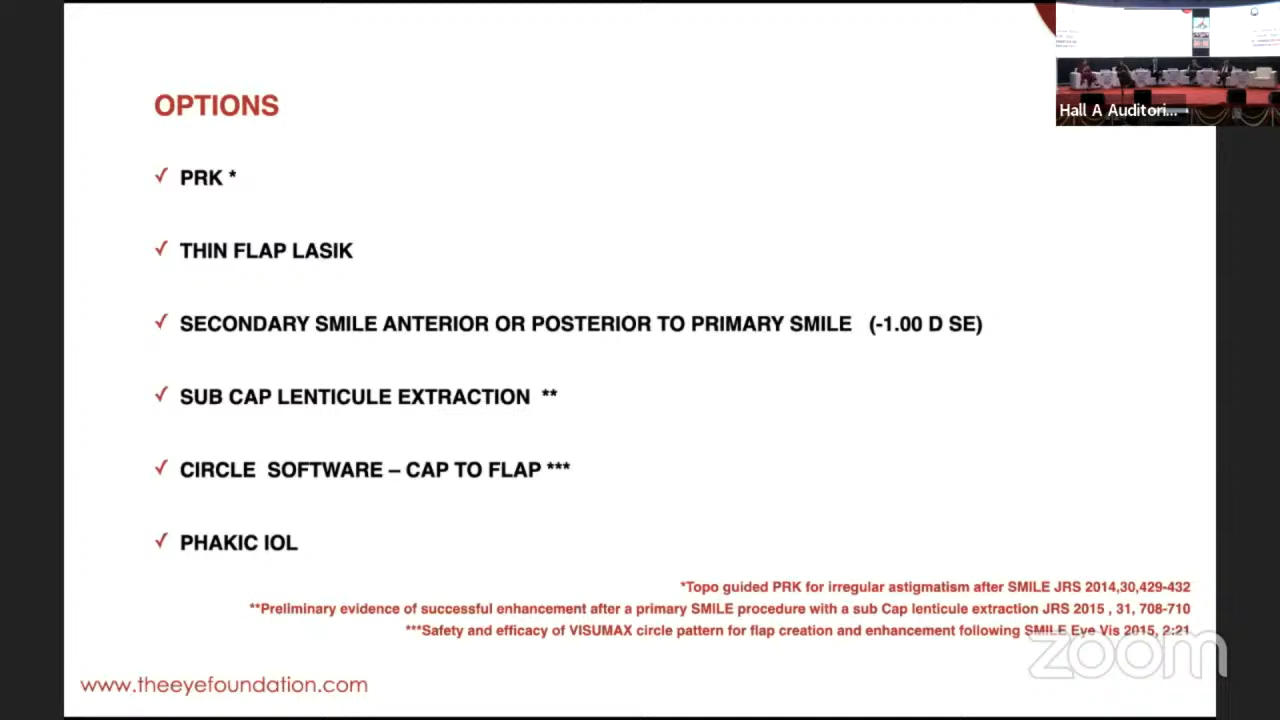 Hall A Auditori...
OPTIONS
✓ PRK *
✓ THIN FLAP LASIK
✓ SECONDARY SMILE ANTERIOR OR POSTERIOR TO PRIMARY SMILE (-1.00 D SE)
✓ SUB CAP LENTICULE EXTRACTION **
✓ CIRCLE SOFTWARE – CAP TO FLAP ***
✓ PHAKIC IOL
*Topo guided PRK for irregular astigmatism after SMILE JRS 2014,30,429-432
**Preliminary evidence of successful enhancement after a primary SMILE procedure with a sub Cap lenticule extraction JRS 2015 , 31, 708-710
***Safety and efficacy of VISUMAX circle pattern for flap creation and enhancement following SMILE Eye Vis 2015, 2:21
zoom
www.theeyefoundation.com